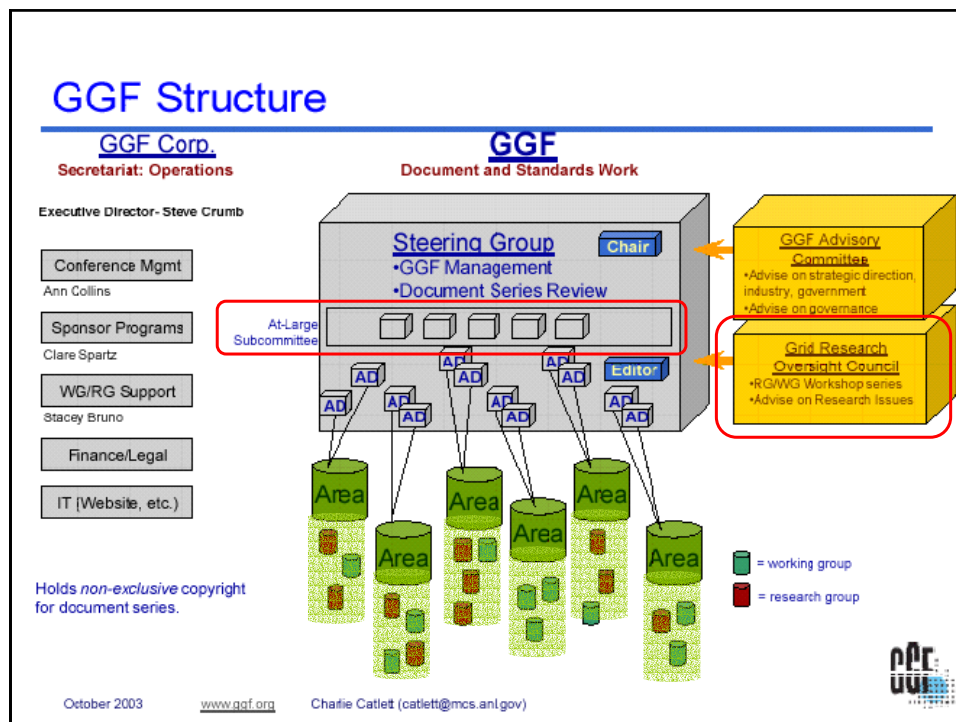 GGF Structure
GGF Corp.
Secretariat: Operations
Executive Director- Steve Crumb
Conference Mgmt
Ann Collins
Sponsor Programs
Clare Spartz
WG/RG Support
Stacey Bruno
Finance/Legal
IT (Website, etc.)
Holds non-exclusive copyright
for document series.
GGF
Document and Standards Work
Steering Group
•GGF Management
•Document Series Review
Chair
At-Large
Subcommittee
Editor
AD
AD
AD
AD
AD
AD
AD
AD
AD
AD
AD
AD
Area
Area
Area
Area
Area
Area
GGF Advisory
Committee
•Advise on strategic direction,
industry, government
•Advise on governance
Grid Research
Oversight Council
•RG/WG Workshop series
•Advise on Research Issues
= working group
= research group
GGF
October 2003 www.ggf.org Charlie Catlett (catlett@mcs.anl.gov)